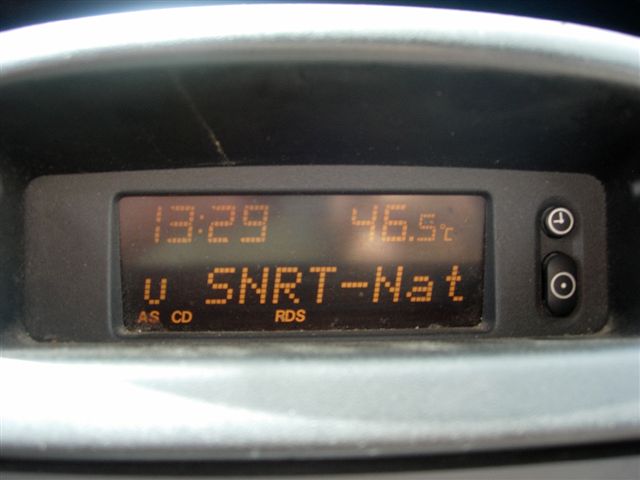 13:29 46.5°C
u SNRT-Nat
AS CD RDS